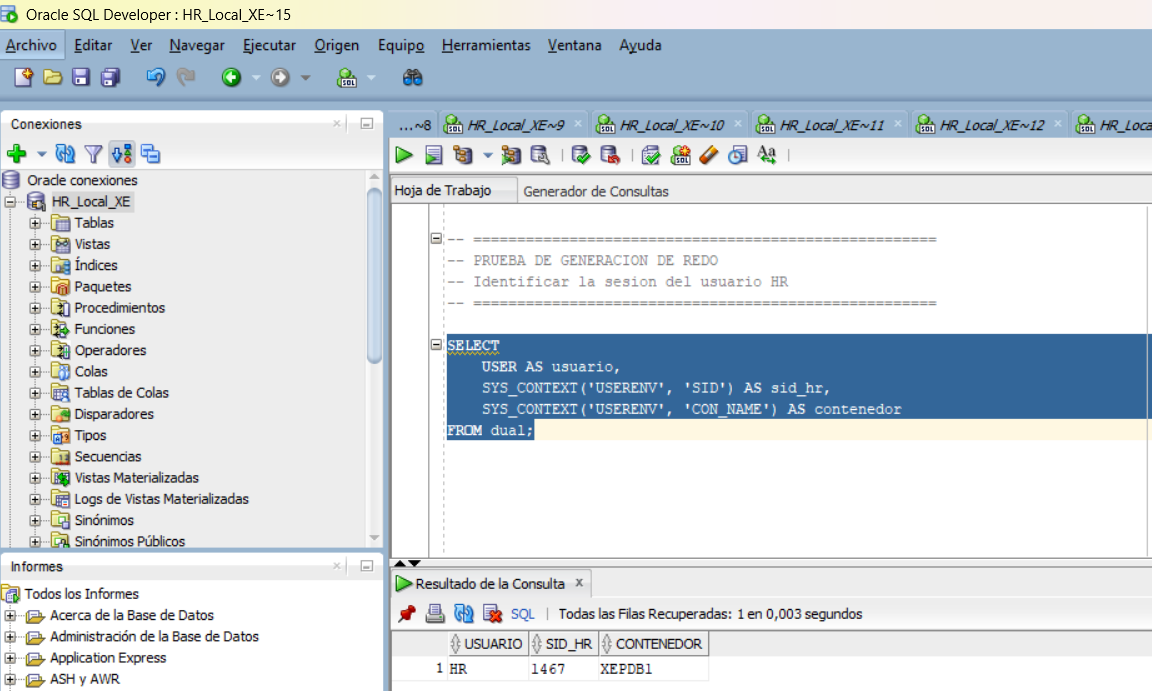 Oracle SQL Developer : HR_Local_XE~15
Archivo Editar Ver Navegar Ejecutar Origen Equipo Herramientas Ventana Ayuda
Conexiones
Oracle conexiones
HR_Local_XE
Tablas
Vistas
Índices
Paquetes
Procedimientos
Funciones
Operadores
Colas
Tablas de Colas
Disparadores
Tipos
Secuencias
Vistas Materializadas
Logs de Vistas Materializadas
Sinónimos
Sinónimos Públicos
Informes
Todos los Informes
Acerca de la Base de Datos
Administración de la Base de Datos
Application Express
ASH y AWR
...~8 HR_Local_XE~9 HR_Local_XE~10 HR_Local_XE~11 HR_Local_XE~12 HR_Loca
Hoja de Trabajo Generador de Consultas
-- =====================================================
-- PRUEBA DE GENERACION DE REDO
-- Identificar la sesion del usuario HR
-- =====================================================
SELECT
USER AS usuario,
SYS_CONTEXT('USERENV', 'SID') AS sid_hr,
SYS_CONTEXT('USERENV', 'CON_NAME') AS contenedor
FROM dual;
Resultado de la Consulta
SQL | Todas las Filas Recuperadas: 1 en 0,003 segundos
USUARIO SID_HR CONTENEDOR
1 HR 1467 XEPDB1